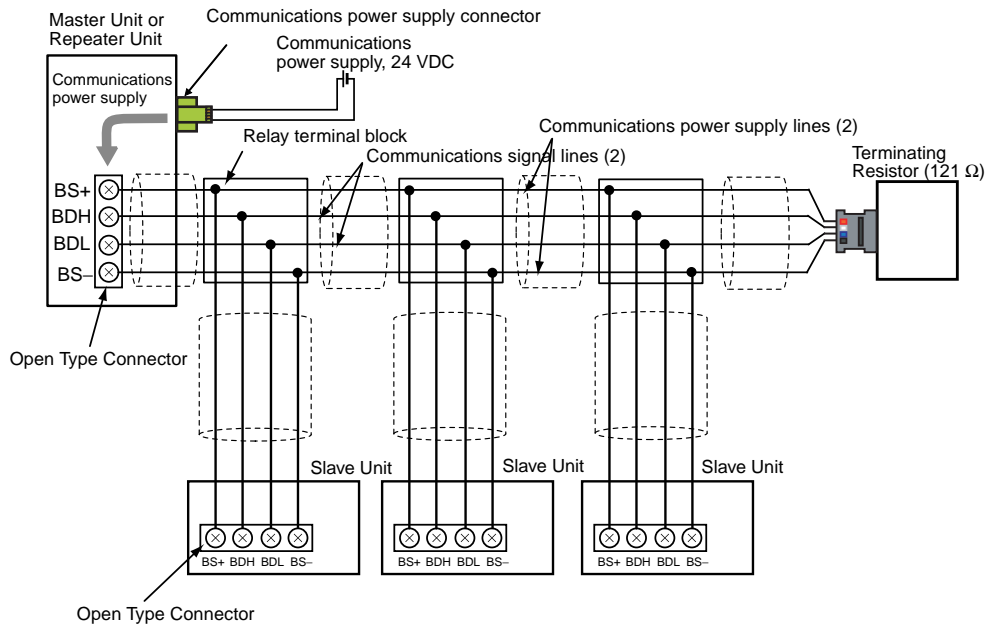 Master Unit or
Repeater Unit
Communications power supply connector
Communications
power supply, 24 VDC
Communications
power supply
Relay terminal block
Communications signal lines (2)
Communications power supply lines (2)
Terminating
Resistor (121 Ω)
BS+
BDH
BDL
BS–
Open Type Connector
Slave Unit
Slave Unit
Slave Unit
BS+ BDH BDL BS–
BS+ BDH BDL BS–
BS+ BDH BDL BS–
Open Type Connector